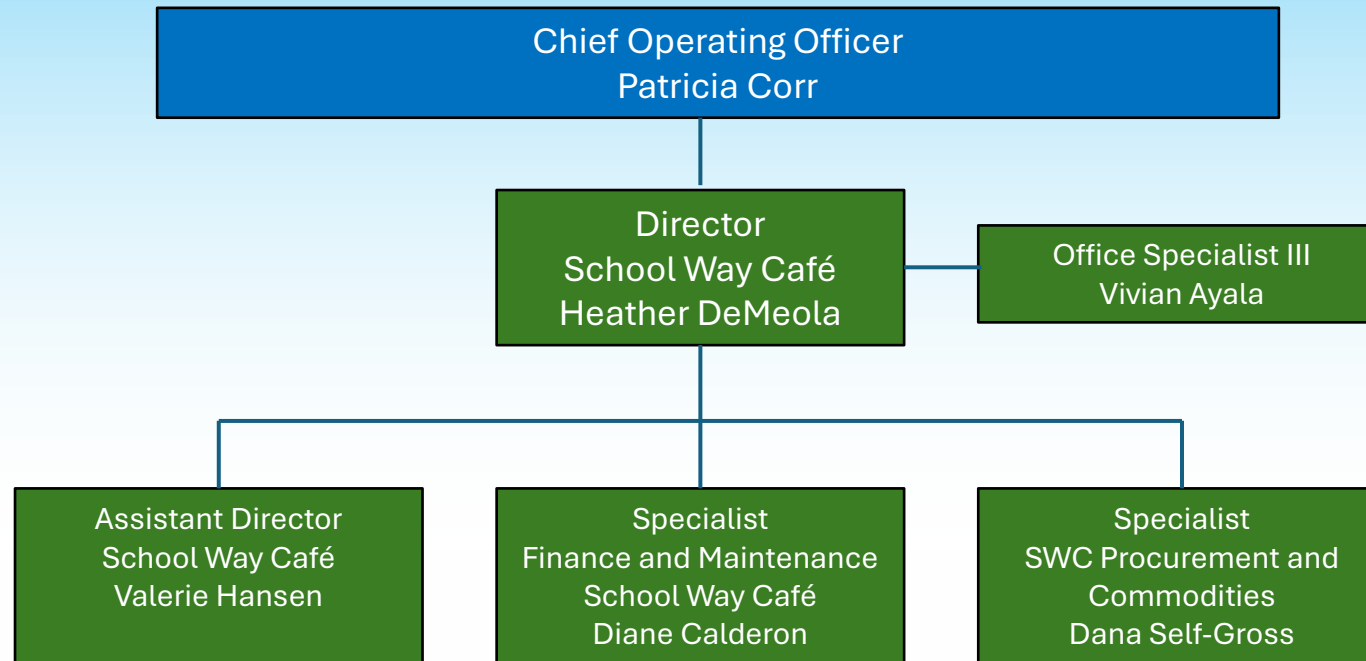 Chief Operating Officer
Patricia Corr
Director
School Way Café
Heather DeMeola
Office Specialist III
Vivian Ayala
Assistant Director
School Way Café
Valerie Hansen
Specialist
Finance and Maintenance
School Way Café
Diane Calderon
Specialist
SWC Procurement and
Commodities
Dana Self-Gross